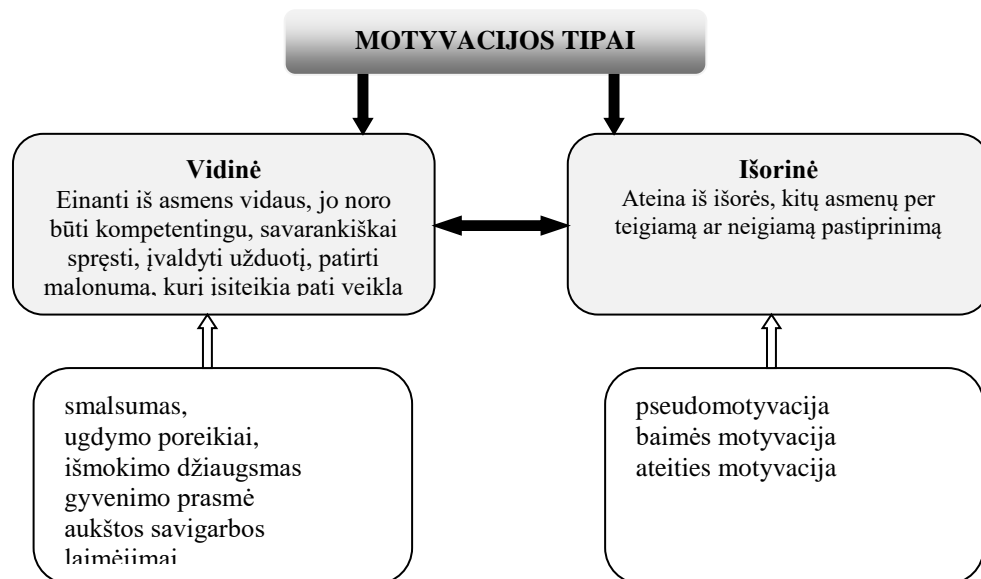 MOTYVACIJOS TIPAI
Vidinė
Einanti iš asmens vidaus, jo noro
būti kompetentingu, savarankiškai
spręsti, įvaldyti užduotį, patirti
malonumą, kurį įsiteikia pati veikla
Išorinė
Ateina iš išorės, kitų asmenų per
teigiamą ar neigiamą pastiprinimą
smalsumas,
ugdymo poreikiai,
išmokimo džiaugsmas
gyvenimo prasmė
aukštos savigarbos
laimėjimai
pseudomotyvacija
baimės motyvacija
ateities motyvacija